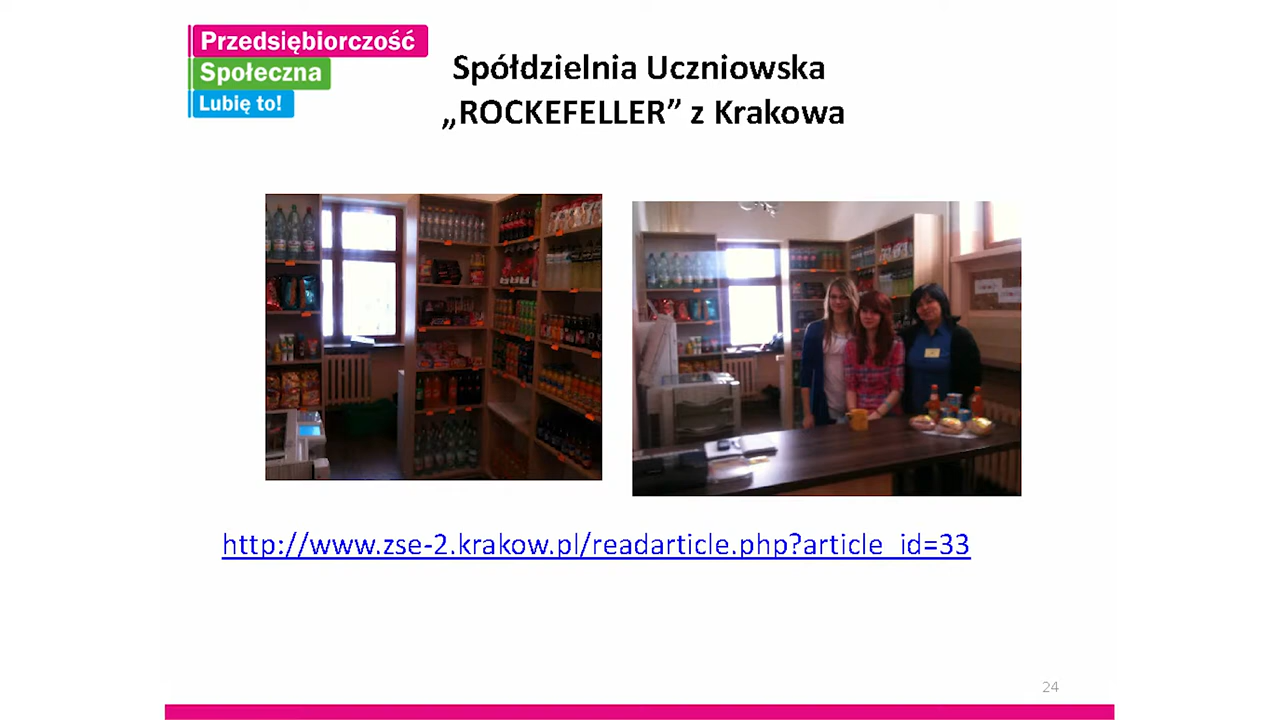 Przedsiębiorczość
Społeczna
Lubię to!
Spółdzielnia Uczniowska
„ROCKEFELLER” z Krakowa
http://www.zse-2.krakow.pl/readarticle.php?article_id=33
24